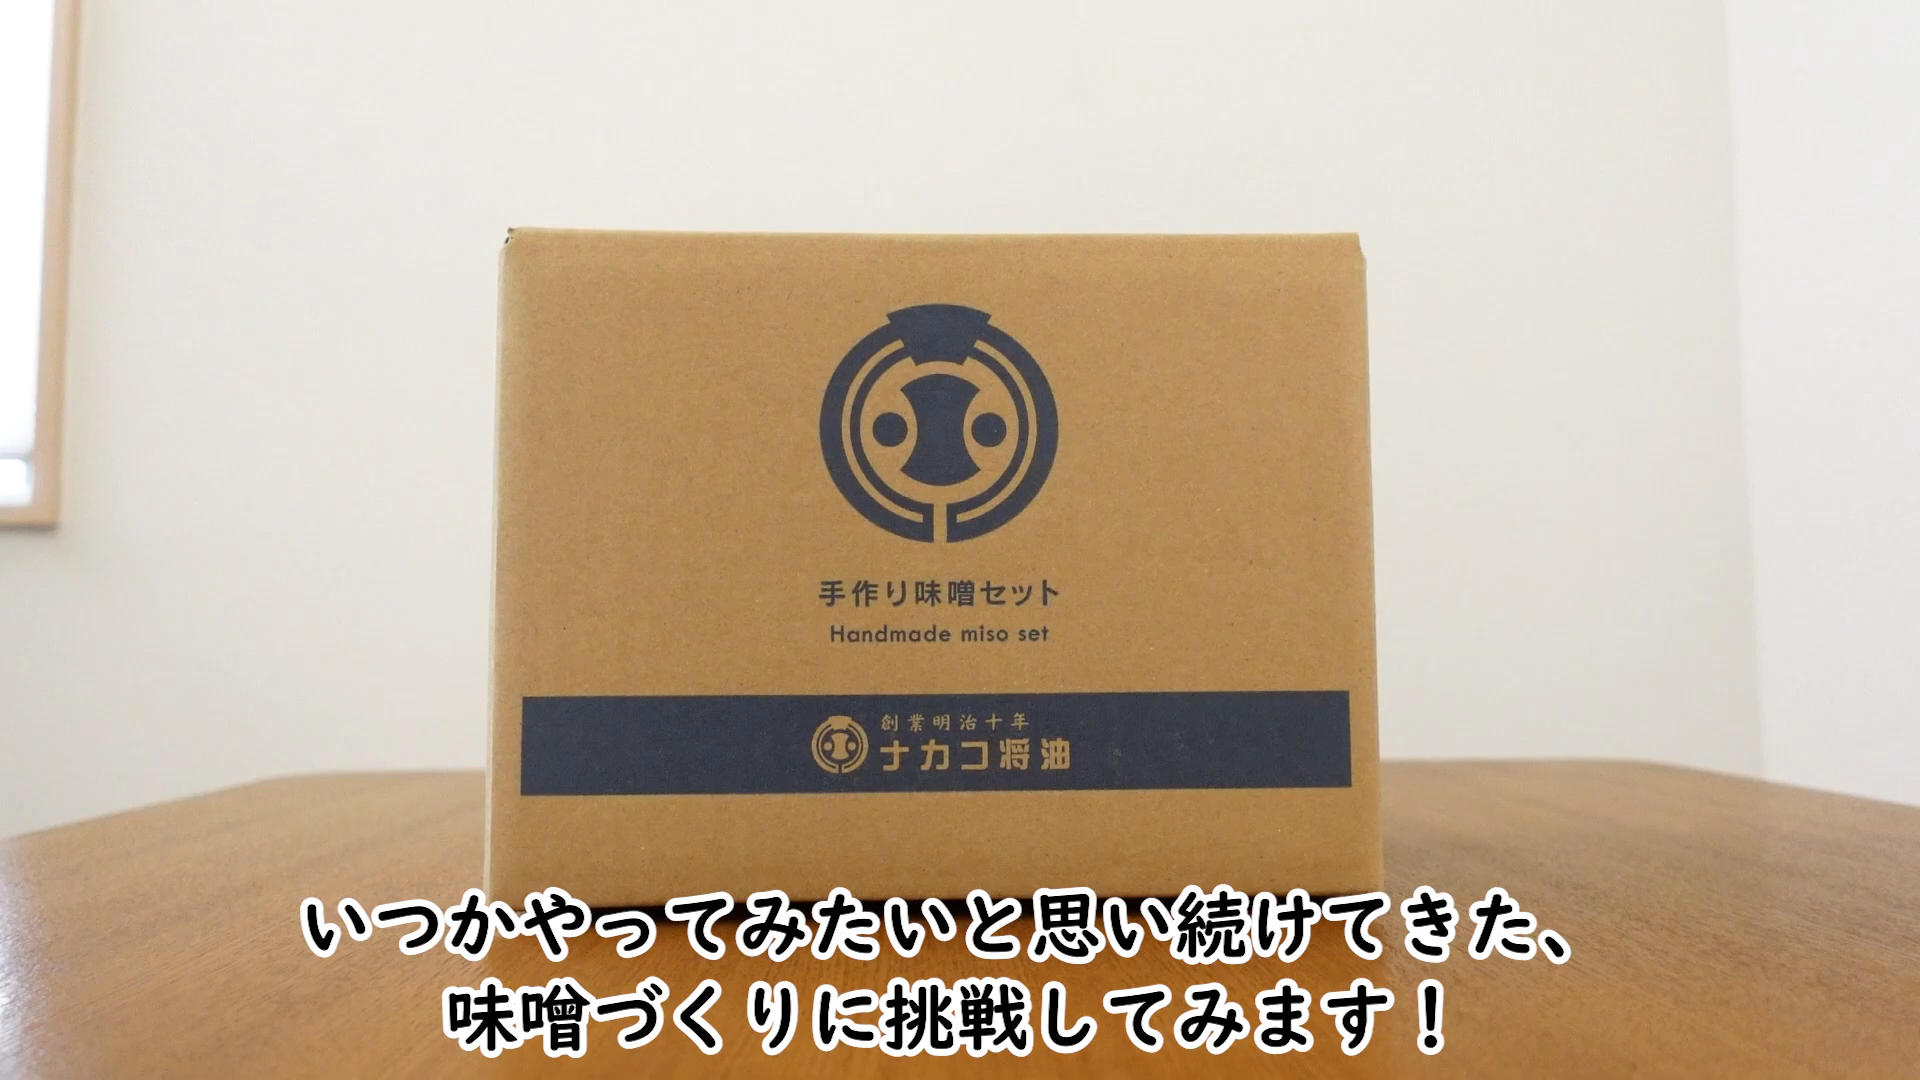 手作り味噌セット
Handmade miso set
創業明治十年
ナカコ将油
いつかやってみたいと思い続けてきた、
味噌づくりに挑戦してみます！